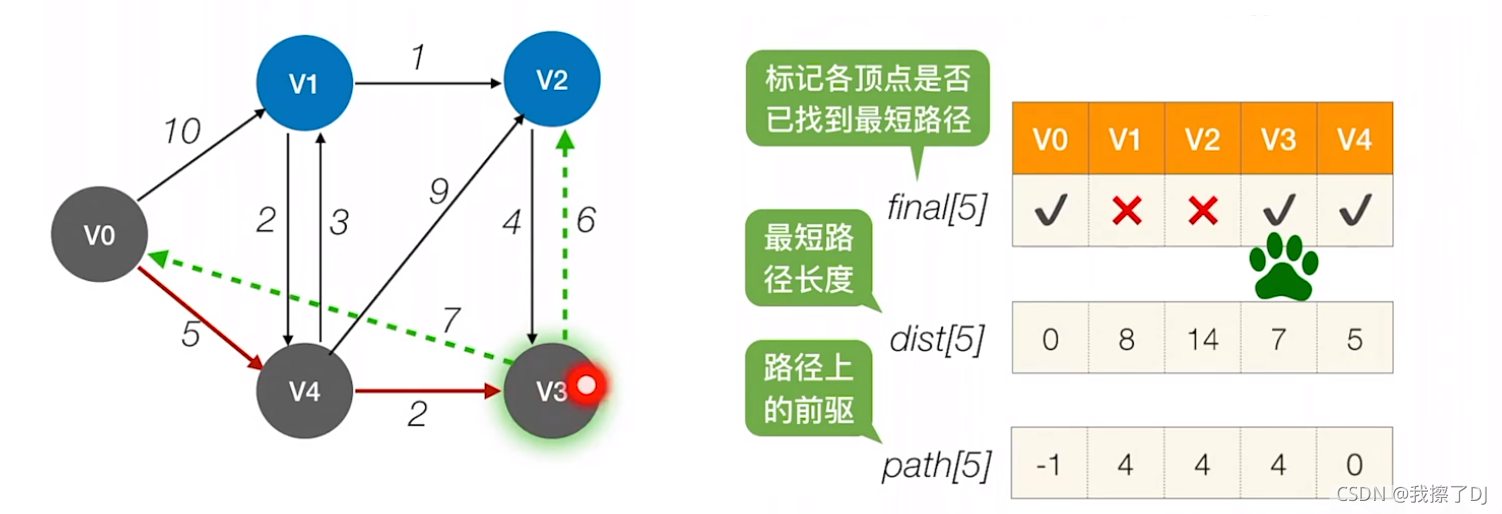 V1
1
V2
10
V0
2
3
9
4
6
5
7
V4
2
V3
标记各顶点是否
已找到最短路径
V0 V1 V2 V3 V4
final[5]
最短路
径长度
dist[5] 0 8 14 7 5
路径上
的前驱
path[5] -1 4 4 4 0
CSDN @我擦了DJ